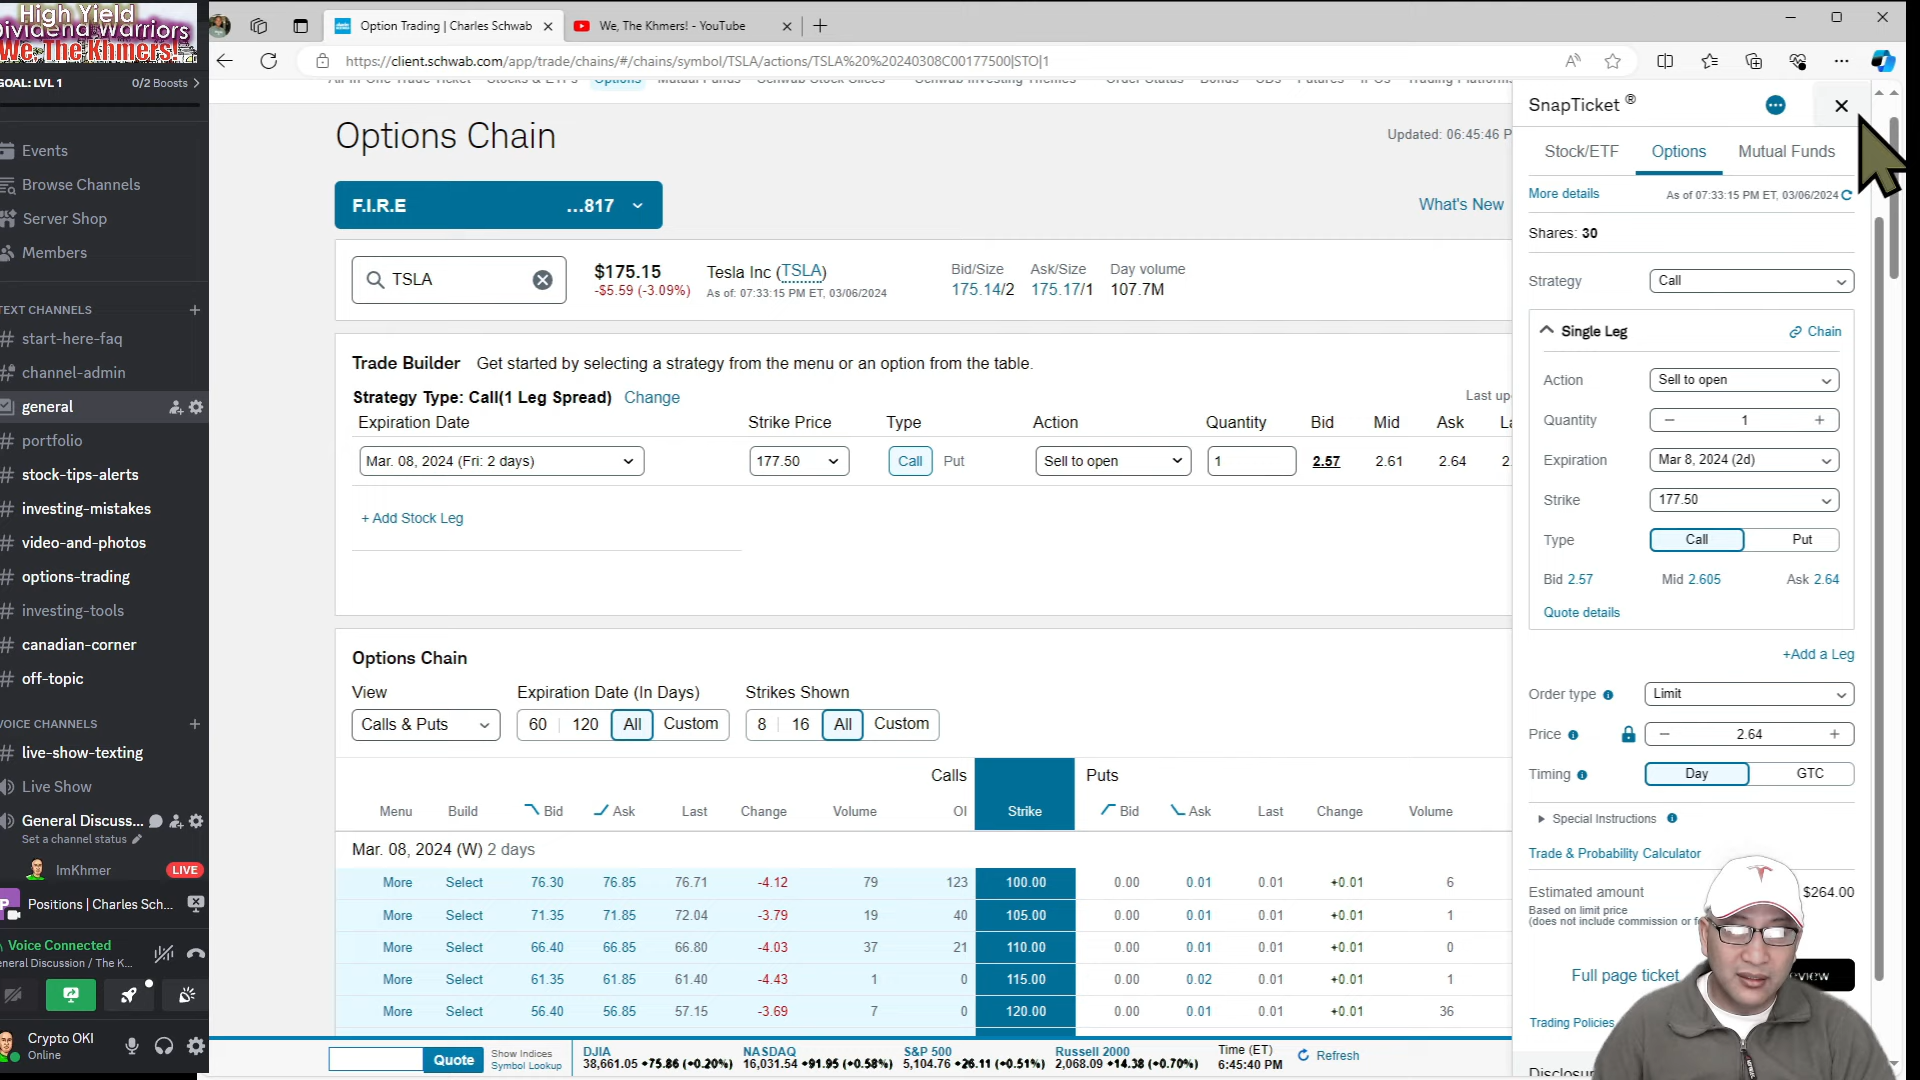 High Yield
Dividend Warriors
We The Khmers!
GOAL: LVL 1
0/2 Boosts >
Events
Browse Channels
Server Shop
Members
TEXT CHANNELS +
# start-here-faq
# channel-admin
general
# portfolio
# stock-tips-alerts
# investing-mistakes
# video-and-photos
# options-trading
# investing-tools
# canadian-corner
# off-topic
VOICE CHANNELS +
# live-show-texting
Live Show
General Discuss...
Set a channel status
ImKhmer LIVE
Positions | Charles Sch...
Voice Connected
eneral Discussion / The K...
Crypto OKI
Online
Option Trading | Charles Schwab
We, The Khmers! - YouTube
https://client.schwab.com/app/trade/chains/#/chains/symbol/TSLA/actions/TSLA%20%20240308C00177500|STO|1
Options
Options Chain
Updated: 06:45:46 P
F.I.R.E ...817
What's New
TSLA
$175.15
-$5.59 (-3.09%)
Tesla Inc (TSLA)
As of: 07:33:15 PM ET, 03/06/2024
Bid/Size Ask/Size Day volume
175.14/2 175.17/1 107.7M
Trade Builder Get started by selecting a strategy from the menu or an option from the table.
Strategy Type: Call(1 Leg Spread) Change
Last up
Expiration Date Strike Price Type Action Quantity Bid Mid Ask La
Mar. 08, 2024 (Fri: 2 days) 177.50 Call Put Sell to open 1 2.57 2.61 2.64 2.
+ Add Stock Leg
Options Chain
View Expiration Date (In Days) Strikes Shown
Calls & Puts 60 120 All Custom 8 16 All Custom
Calls Puts
Menu Build Bid Ask Last Change Volume OI Strike Bid Ask Last Change Volume
Mar. 08, 2024 (W) 2 days
More Select 76.30 76.85 76.71 -4.12 79 123 100.00 0.00 0.01 0.01 +0.01 6
More Select 71.35 71.85 72.04 -3.79 19 40 105.00 0.00 0.01 0.01 +0.01 1
More Select 66.40 66.85 66.80 -4.03 37 21 110.00 0.00 0.01 0.01 +0.01 0
More Select 61.35 61.85 61.40 -4.43 1 0 115.00 0.00 0.02 0.01 +0.01 1
More Select 56.40 56.85 57.15 -3.69 7 0 120.00 0.00 0.01 0.01 +0.01 36
Quote
Show Indices
Symbol Lookup
DJIA
38,661.05 +75.86 (+0.20%)
NASDAQ
16,031.54 +91.95 (+0.58%)
S&P 500
5,104.76 +26.11 (+0.51%)
Russell 2000
2,068.09 +14.38 (+0.70%)
Time (ET)
6:45:40 PM
Refresh
SnapTicket ®
Stock/ETF Options Mutual Funds
More details As of 07:33:15 PM ET, 03/06/2024
Shares: 30
Strategy Call
Single Leg Chain
Action Sell to open
Quantity − 1 +
Expiration Mar 8, 2024 (2d)
Strike 177.50
Type Call Put
Bid 2.57 Mid 2.605 Ask 2.64
Quote details
+Add a Leg
Order type Limit
Price − 2.64 +
Timing Day GTC
Special Instructions
Trade & Probability Calculator
Estimated amount $264.00
Based on limit price
(does not include commission or f
Full page ticket
Trading Policies